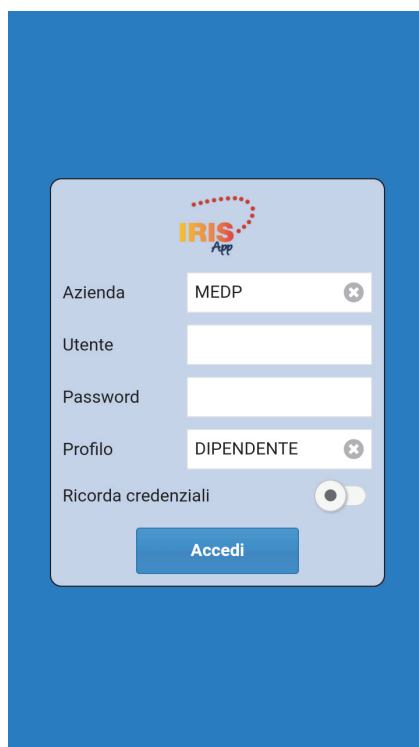 IRIS
App
Azienda MEDP
Utente
Password
Profilo DIPENDENTE
Ricorda credenziali
Accedi